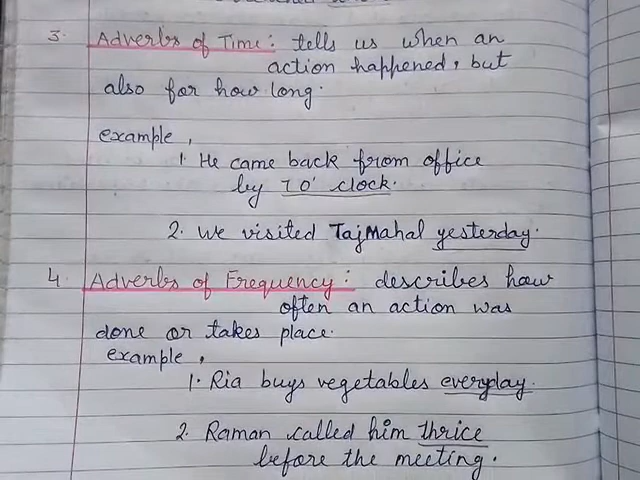 3. Adverbs of Time: tells us when an
action happened, but
also for how long.
example,
1. He came back from office
by 7 O' clock.
2. We visited TajMahal yesterday.
4. Adverbs of Frequency: describes how
often an action was
done or takes place.
example,
1. Ria buys vegetables everyday.
2. Raman called him thrice
before the meeting.